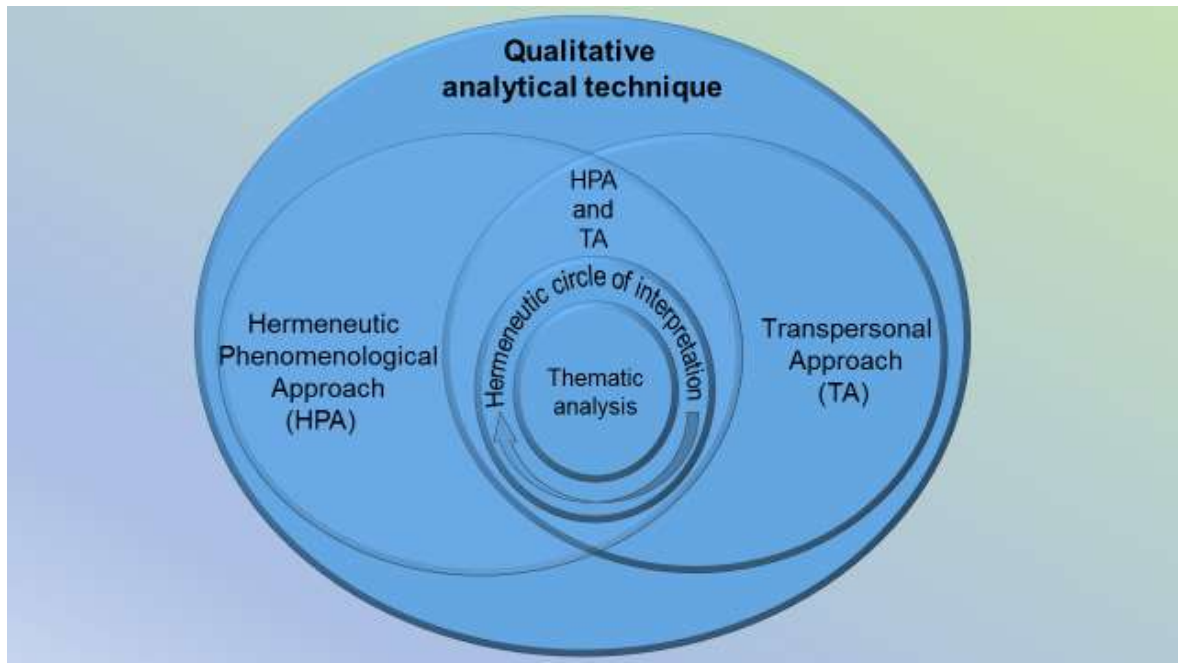 Qualitative
analytical technique
HPA
and
TA
Hermeneutic circle of interpretation
Hermeneutic
Phenomenological
Approach
(HPA)
Thematic
analysis
Transpersonal
Approach
(TA)